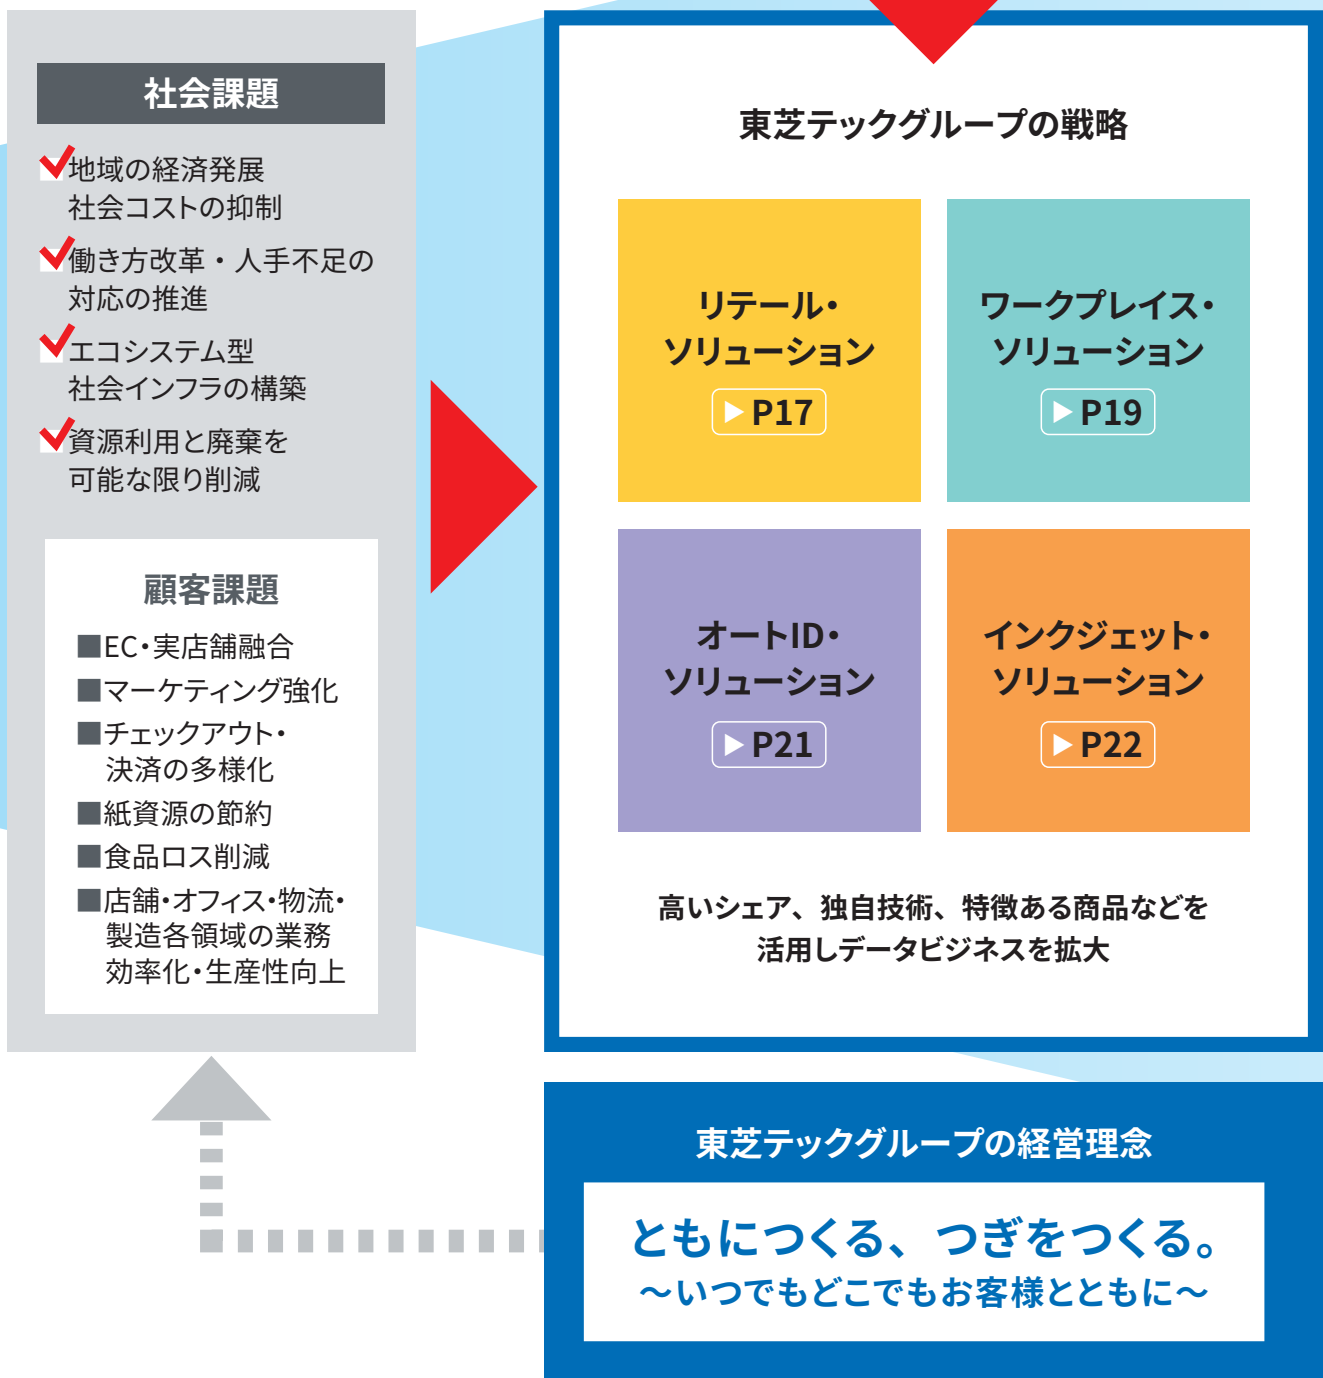 社会課題
地域の経済発展
社会コストの抑制
働き方改革・人手不足の
対応の推進
エコシステム型
社会インフラの構築
資源利用と廃棄を
可能な限り削減
顧客課題
■EC・実店舗融合
■マーケティング強化
■チェックアウト・
決済の多様化
■紙資源の節約
■食品ロス削減
■店舗・オフィス・物流・
製造各領域の業務
効率化・生産性向上
東芝テックグループの戦略
リテール・
ソリューション
▶ P17
ワークプレイス・
ソリューション
▶ P19
オートID・
ソリューション
▶ P21
インクジェット・
ソリューション
▶ P22
高いシェア、独自技術、特徴ある商品などを
活用しデータビジネスを拡大
東芝テックグループの経営理念
ともにつくる、つぎをつくる。
～いつでもどこでもお客様とともに～